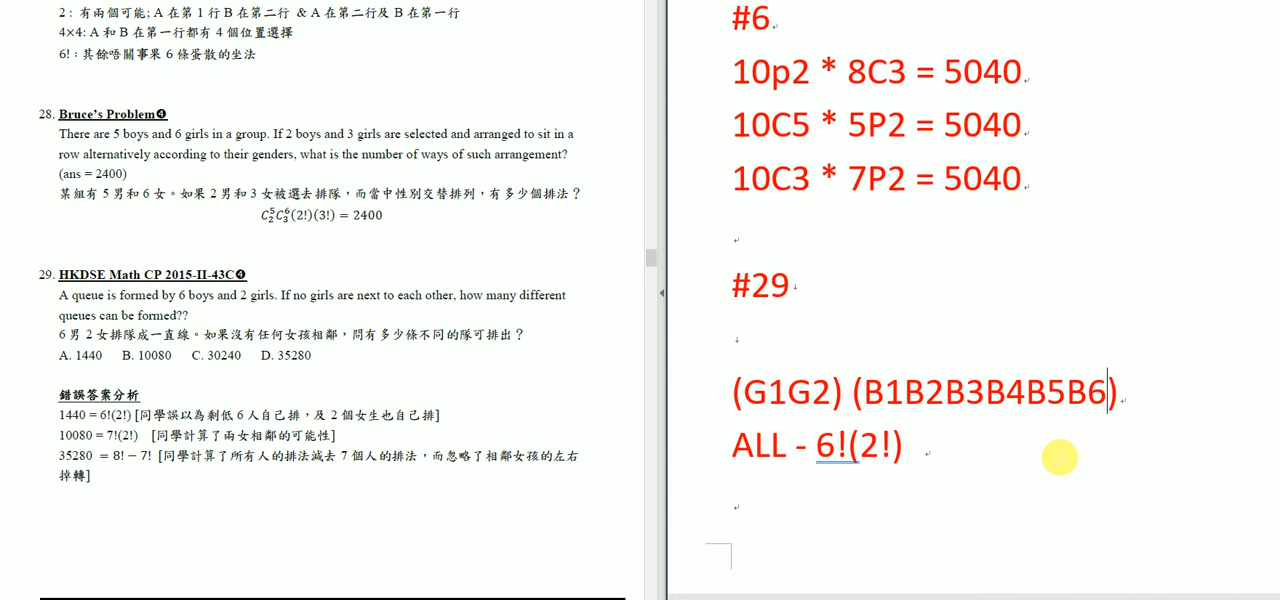 2 : 有兩個可能; A 在第 1 行 B 在第二行 & A 在第二行及 B 在第一行
4×4: A 和 B 在第一行都有 4 個位置選擇
6! : 其餘唔關事果 6 條蛋散的坐法
28. Bruce's Problem❹
There are 5 boys and 6 girls in a group. If 2 boys and 3 girls are selected and arranged to sit in a
row alternatively according to their genders, what is the number of ways of such arrangement?
(ans = 2400)
某組有 5 男和 6 女。如果 2 男和 3 女被選去排隊，而當中性別交替排列，有多少個排法？
C₂⁵C₃⁶(2!)(3!) = 2400
29. HKDSE Math CP 2015-II-43C❹
A queue is formed by 6 boys and 2 girls. If no girls are next to each other, how many different
queues can be formed??
6 男 2 女排隊成一直線。如果沒有任何女孩相鄰，問有多少條不同的隊可排出？
A. 1440 B. 10080 C. 30240 D. 35280
錯誤答案分析
1440 = 6!(2!) [同學誤以為剩低 6 人自己排，及 2 個女生也自己排]
10080 = 7!(2!) [同學計算了兩女相鄰的可能性]
35280 = 8! − 7! [同學計算了所有人的排法減去 7 個人的排法，而忽略了相鄰女孩的左右
掉轉]
#6
10p2 * 8C3 = 5040
10C5 * 5P2 = 5040
10C3 * 7P2 = 5040
#29
(G1G2) (B1B2B3B4B5B6)
ALL - 6!(2!)